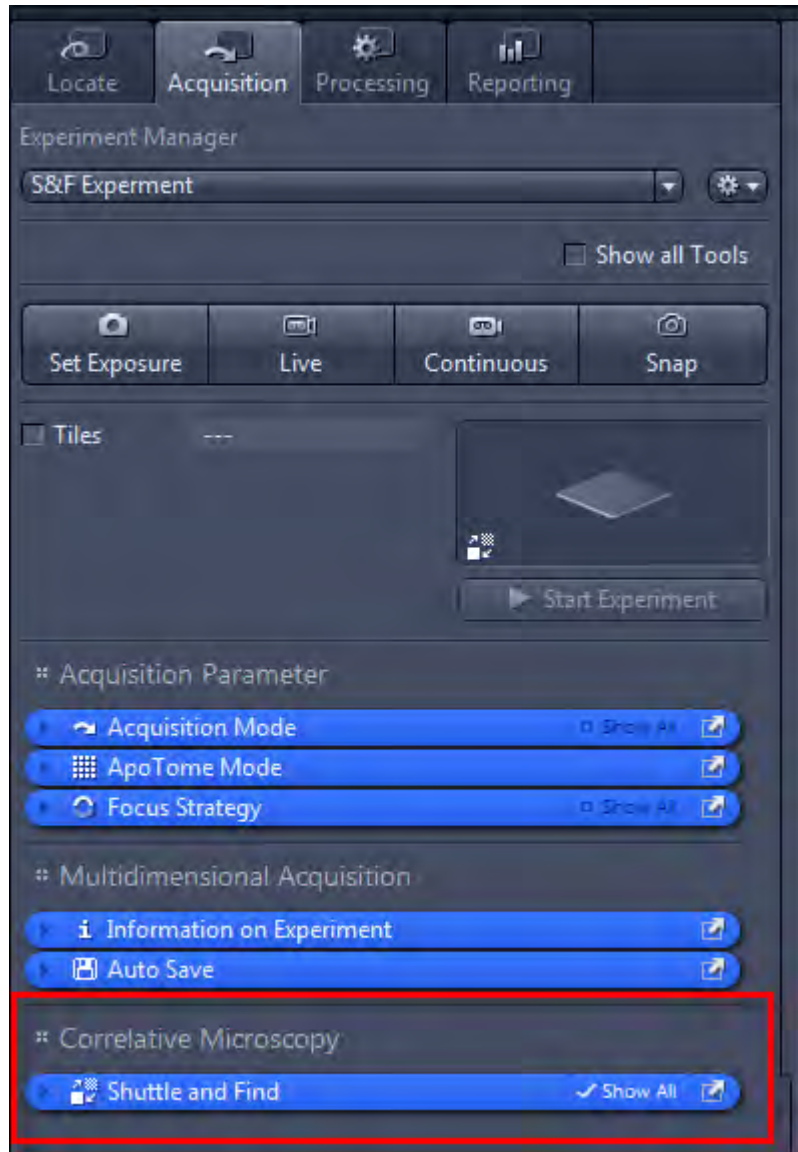 Locate Acquisition Processing Reporting
Experiment Manager
S&F Experment
Show all Tools
Set Exposure Live Continuous Snap
Tiles ---
Start Experiment
Acquisition Parameter
Acquisition Mode Show All
ApoTome Mode
Focus Strategy Show All
Multidimensional Acquisition
i Information on Experiment
Auto Save
Correlative Microscopy
Shuttle and Find Show All